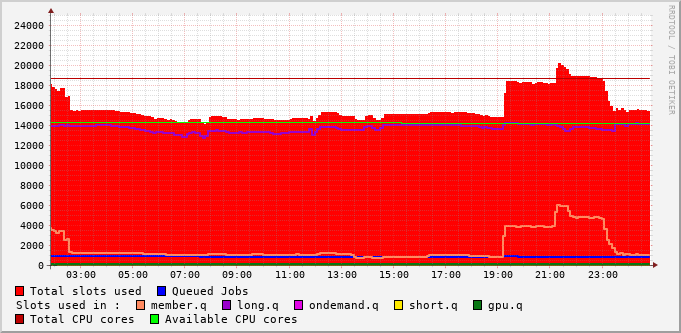 RRDTOOL / TOBI OETIKER
24000
22000
20000
18000
16000
14000
12000
10000
8000
6000
4000
2000
0
03:00 05:00 07:00 09:00 11:00 13:00 15:00 17:00 19:00 21:00 23:00
Total slots used Queued Jobs
Slots used in : member.q long.q ondemand.q short.q gpu.q
Total CPU cores Available CPU cores